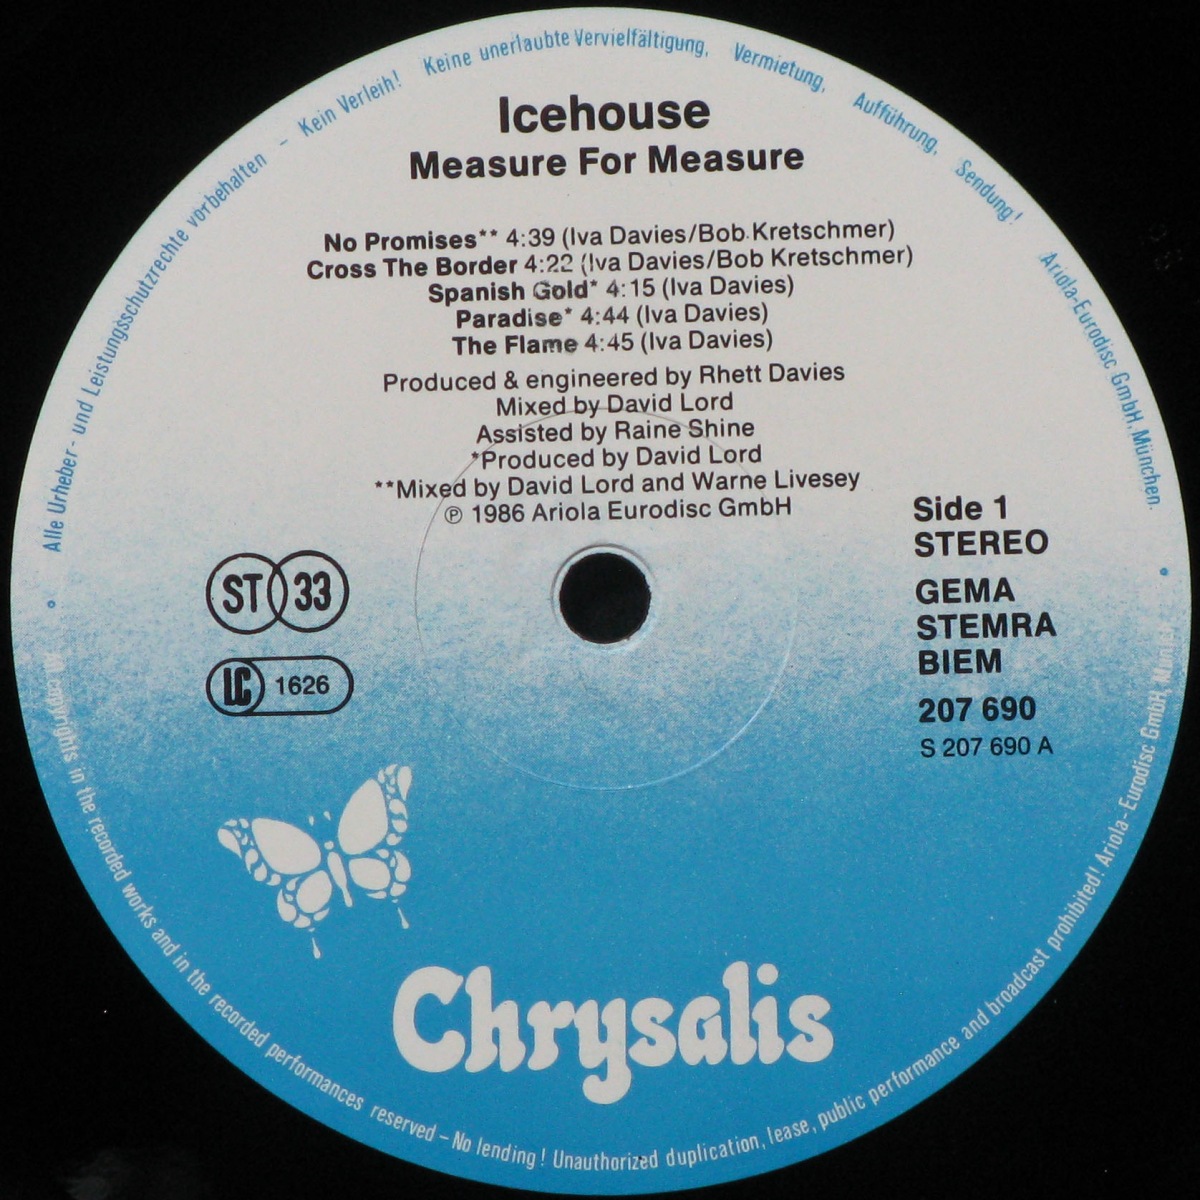 Alle Urheber- und Leistungsschutzrechte vorbehalten – Kein Verleih! Keine unerlaubte Vervielfältigung, Vermietung, Aufführung, Sendung! Ariola-Eurodisc GmbH, München.
Icehouse
Measure For Measure
No Promises** 4:39 (Iva Davies/Bob Kretschmer)
Cross The Border 4:22 (Iva Davies/Bob Kretschmer)
Spanish Gold* 4:15 (Iva Davies)
Paradise* 4:44 (Iva Davies)
The Flame 4:45 (Iva Davies)
Produced & engineered by Rhett Davies
Mixed by David Lord
Assisted by Raine Shine
*Produced by David Lord
**Mixed by David Lord and Warne Livesey
℗ 1986 Ariola Eurodisc GmbH
Side 1
STEREO
GEMA
STEMRA
BIEM
207 690
S 207 690 A
ST 33
LC 1626
Chrysalis
All copyrights in the recorded works and in the recorded performances reserved – No lending! Unauthorized duplication, lease, public performance and broadcast prohibited! Ariola-Eurodisc GmbH, Munich.